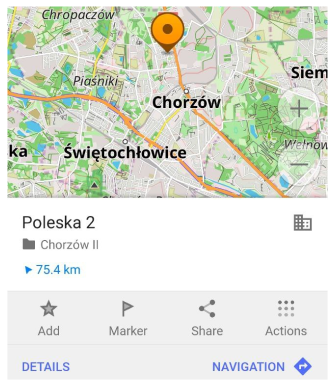 Chropaczów
Siem
Piaśniki
Chorzów
ka
Świętochłowice
Wełnow
Poleska 2
Chorzów II
75.4 km
Add
Marker
Share
Actions
DETAILS
NAVIGATION